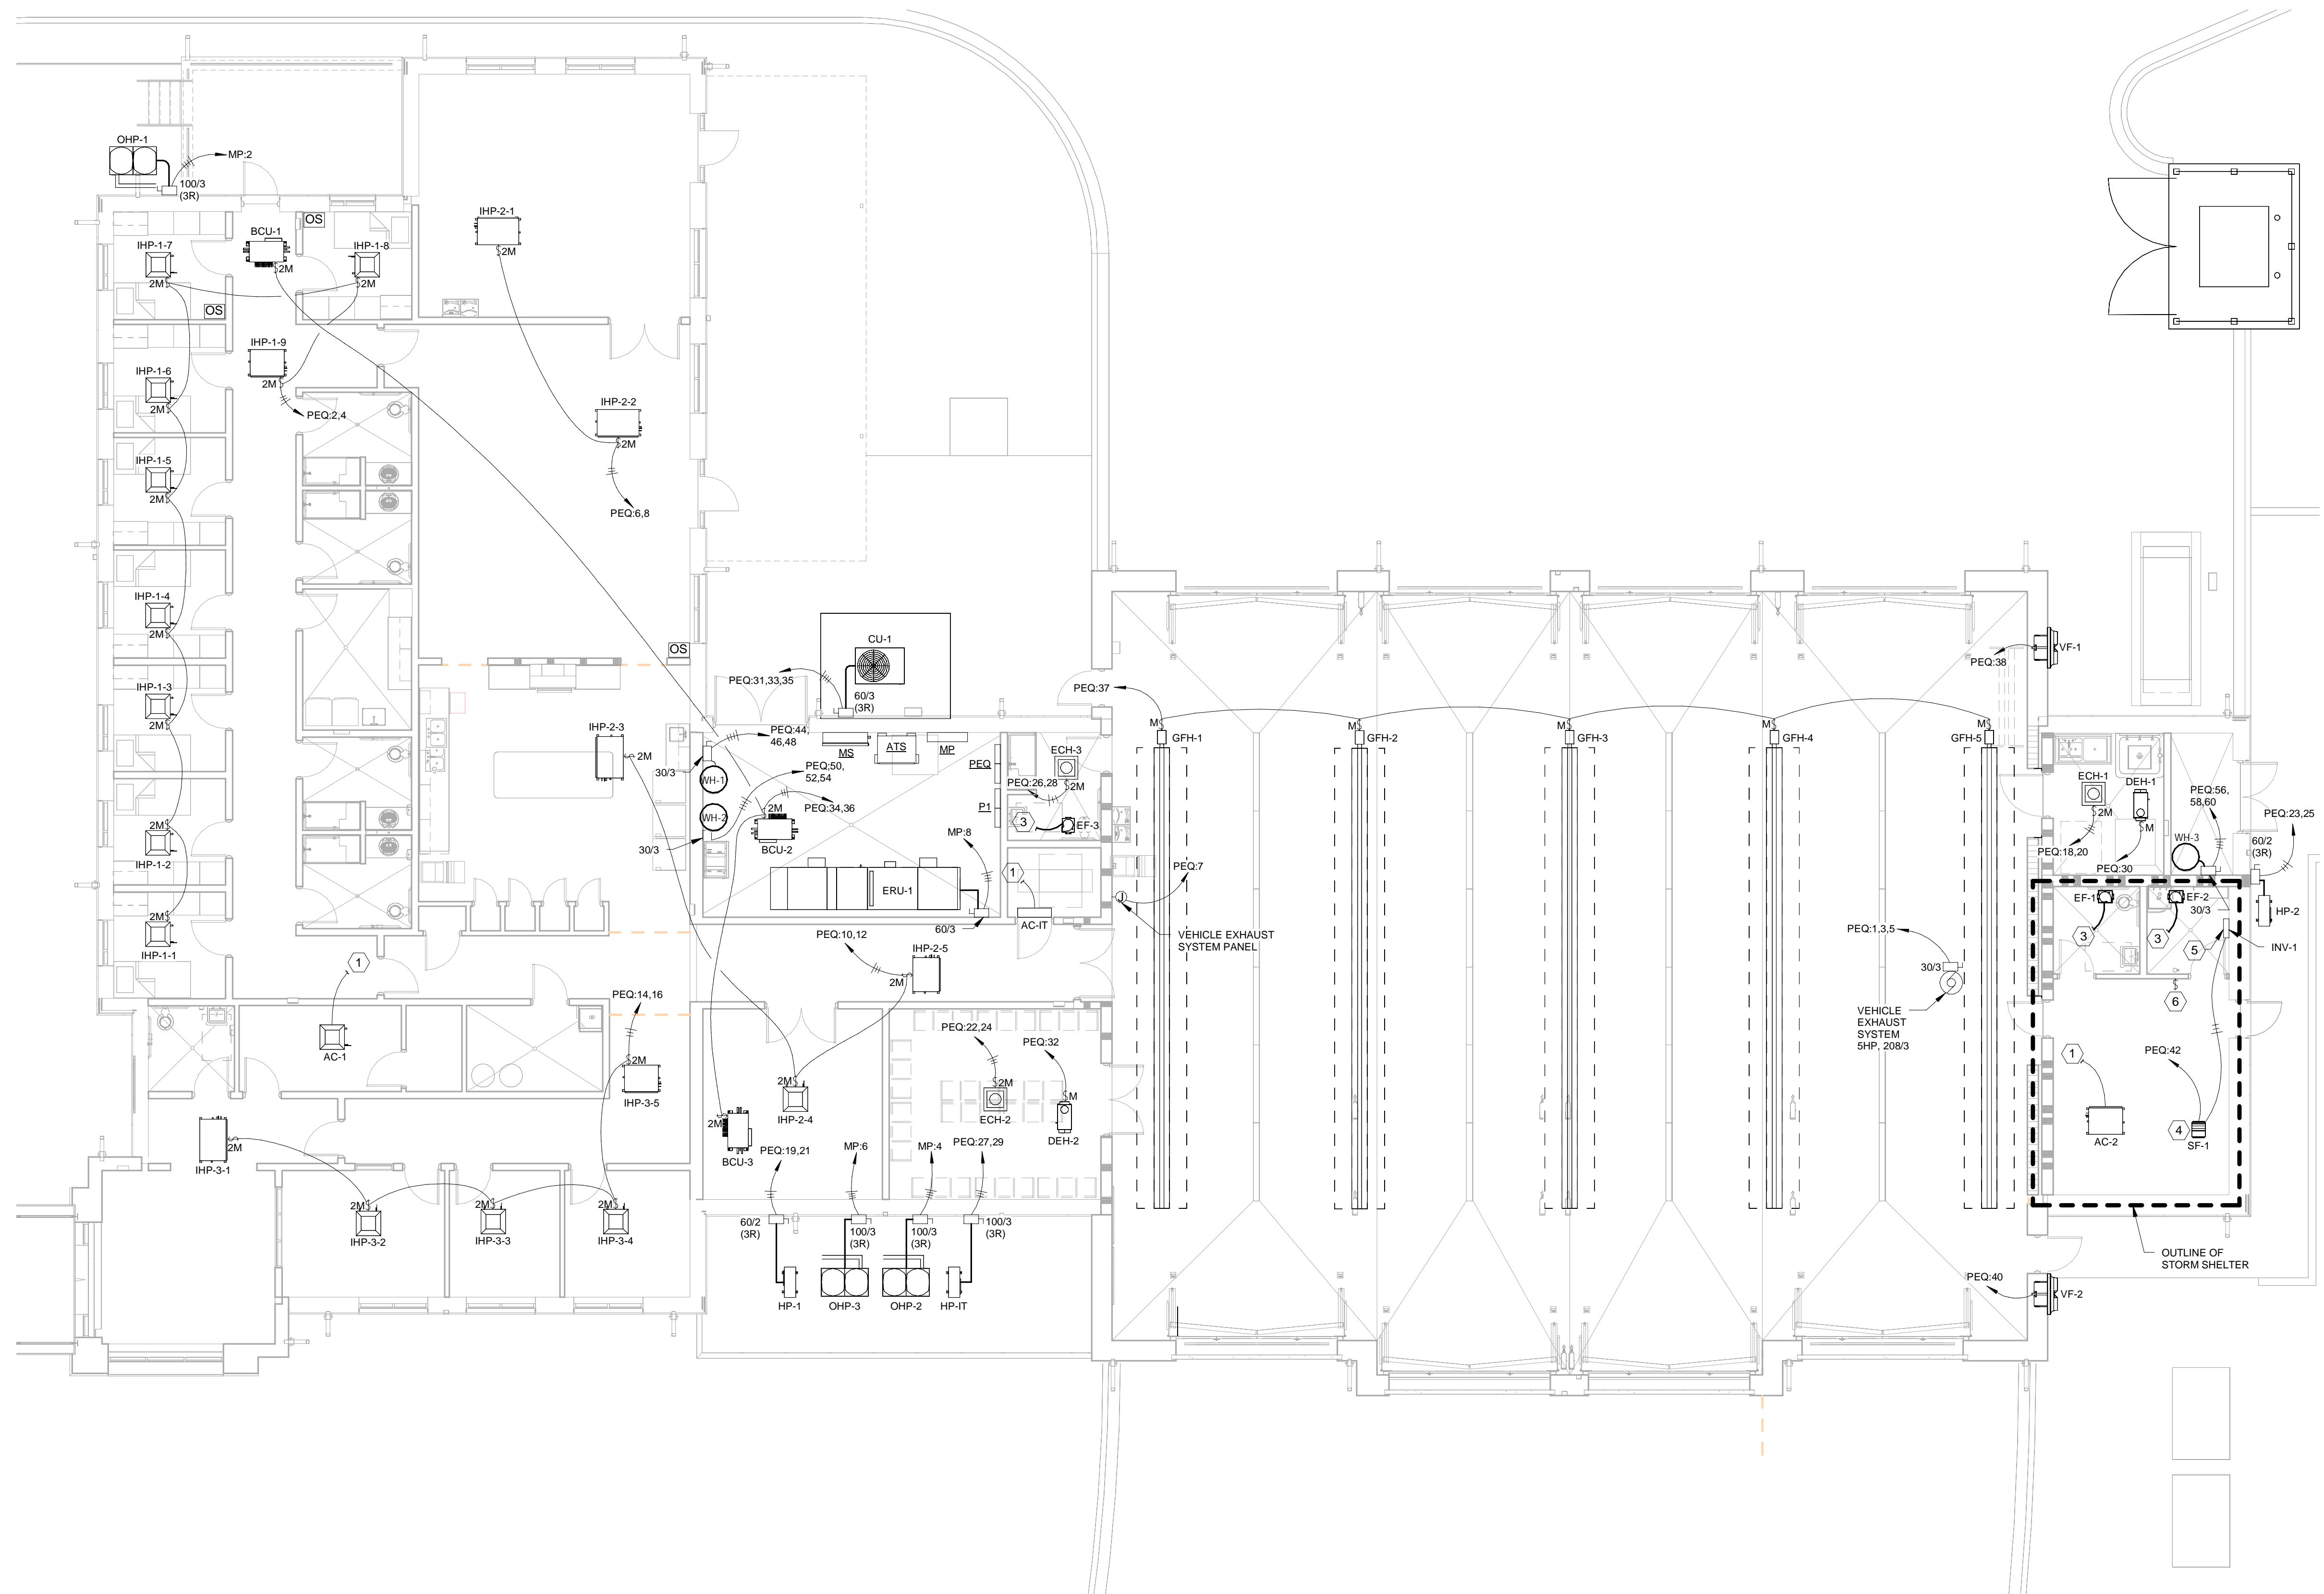 OHP-1
MP:2
100/3
(3R)
IHP-2-1
2M
OS
BCU-1
2M
IHP-1-7
2M
IHP-1-8
2M
OS
IHP-1-9
2M
PEQ:2,4
IHP-1-6
2M
IHP-2-2
2M
PEQ:6,8
IHP-1-5
2M
IHP-1-4
2M
IHP-1-3
2M
IHP-1-2
2M
IHP-1-1
2M
OS
CU-1
PEQ:31,33,35
60/3
(3R)
IHP-2-3
2M
PEQ:44,
46,48
30/3
WH-1
WH-2
30/3
PEQ:50,
52,54
MS
ATS
MP
PEQ
P1
2M
PEQ:34,36
BCU-2
ECH-3
2M
PEQ:26,28
3
EF-3
MP:8
ERU-1
60/3
1
AC-IT
PEQ:7
J
VEHICLE EXHAUST
SYSTEM PANEL
PEQ:37
M
GFH-1
M
GFH-2
M
GFH-3
M
GFH-4
M
GFH-5
PEQ:38
VF-1
ECH-1
2M
PEQ:18,20
DEH-1
M
PEQ:30
PEQ:56,
58,60
WH-3
30/3
60/2
(3R)
PEQ:23,25
HP-2
EF-1
3
EF-2
3
5
INV-1
6
PEQ:1,3,5
30/3
VEHICLE
EXHAUST
SYSTEM
5HP, 208/3
1
AC-2
PEQ:42
4
SF-1
OUTLINE OF
STORM SHELTER
PEQ:40
VF-2
1
AC-1
PEQ:14,16
2M
IHP-3-5
IHP-3-1
2M
2M
IHP-3-2
2M
IHP-3-3
2M
IHP-3-4
PEQ:10,12
IHP-2-5
2M
2M
IHP-2-4
2M
BCU-3
PEQ:22,24
2M
ECH-2
PEQ:32
M
DEH-2
PEQ:19,21
MP:6
MP:4
PEQ:27,29
60/2
(3R)
100/3
(3R)
100/3
(3R)
100/3
(3R)
HP-1
OHP-3
OHP-2
HP-IT